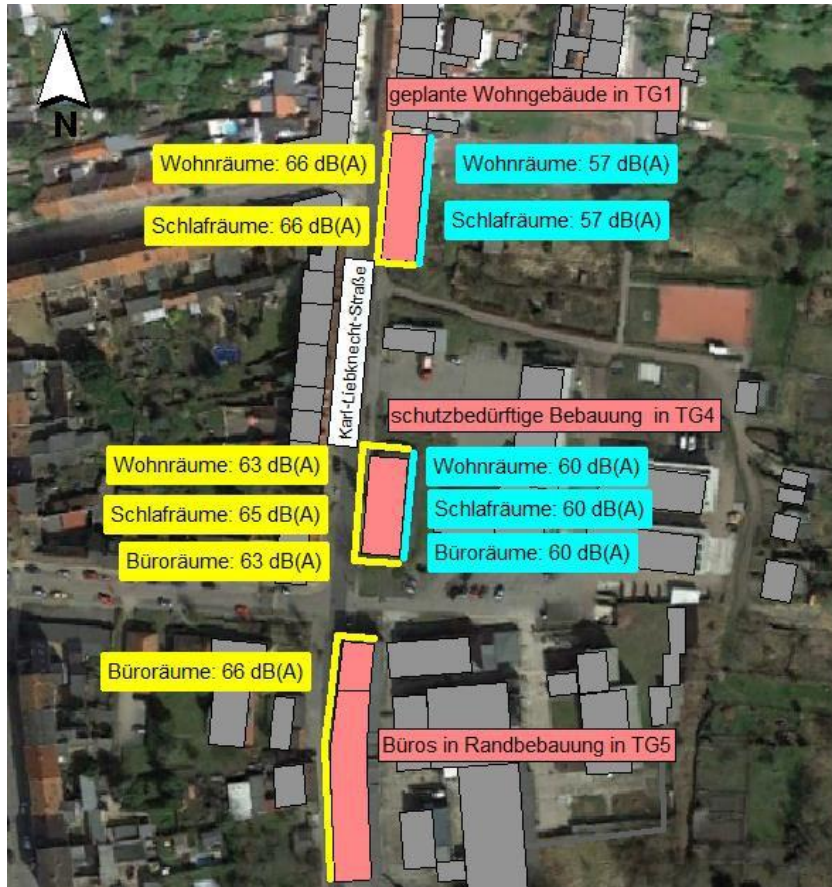 N
geplante Wohngebäude in TG1
Wohnräume: 66 dB(A)
Wohnräume: 57 dB(A)
Schlafräume: 66 dB(A)
Schlafräume: 57 dB(A)
Karl-Liebknecht-Straße
schutzbedürftige Bebauung in TG4
Wohnräume: 63 dB(A)
Wohnräume: 60 dB(A)
Schlafräume: 65 dB(A)
Schlafräume: 60 dB(A)
Büroräume: 63 dB(A)
Büroräume: 60 dB(A)
Büroräume: 66 dB(A)
Büros in Randbebauung in TG5